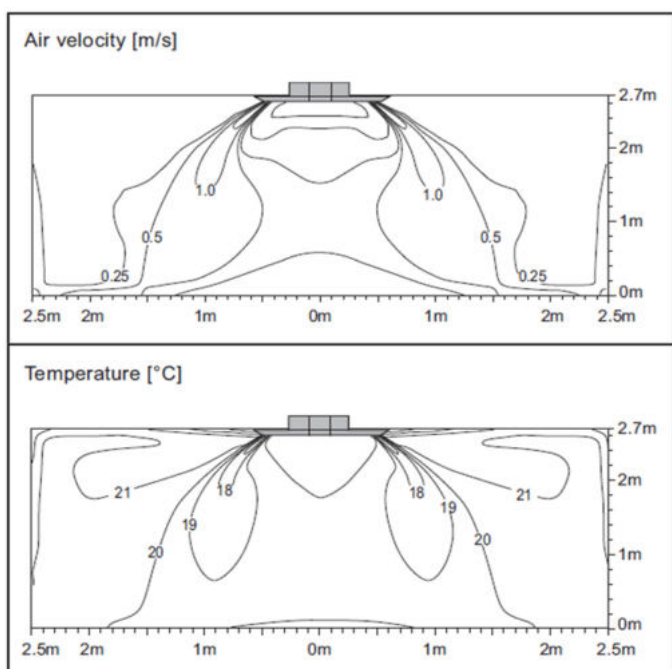 Air velocity [m/s]
2.7m
2m
1.0 1.0
1m
0.5 0.5
0.25 0.25
0m
2.5m 2m 1m 0m 1m 2m 2.5m
Temperature [°C]
2.7m
21 18 18 21
2m
19 19
20 20
1m
0m
2.5m 2m 1m 0m 1m 2m 2.5m